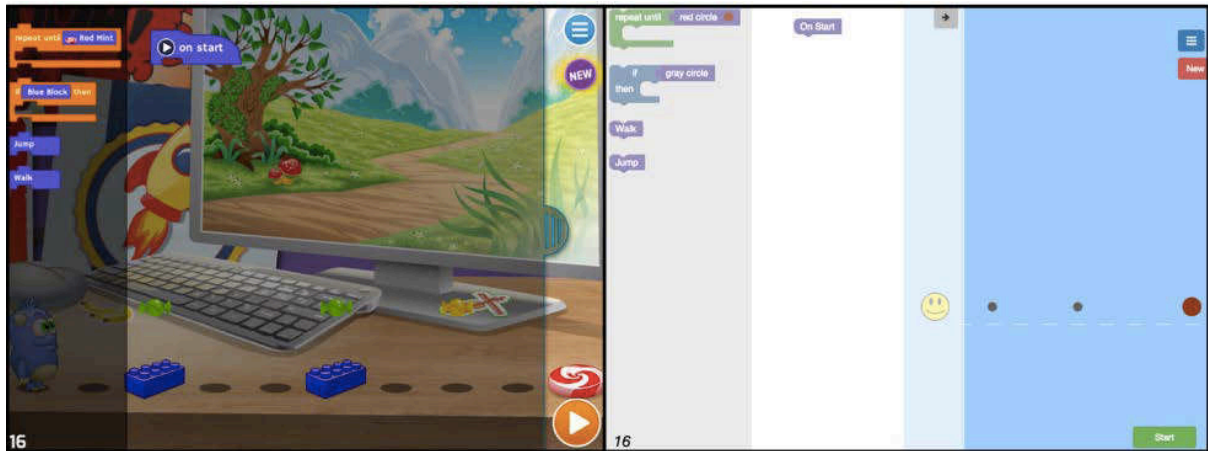 repeat until Red Mint
on start
NEW
if Blue Block then
Jump
Walk
16
repeat until red circle
On Start
New
if gray circle
then
Walk
Jump
16
Start